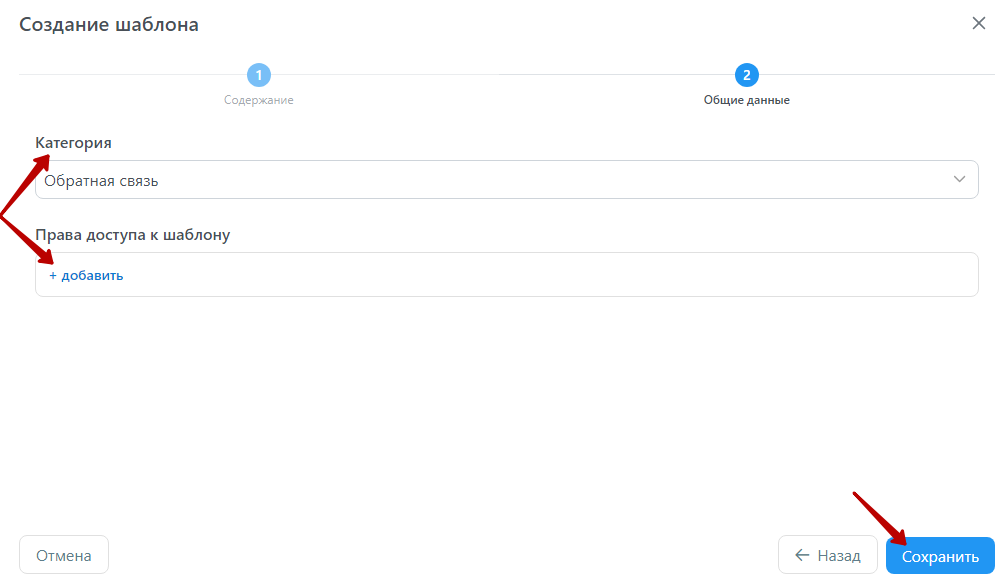 Создание шаблона
1
2
Содержание
Общие данные
Категория
Обратная связь
Права доступа к шаблону
+ добавить
Отмена
← Назад
Сохранить